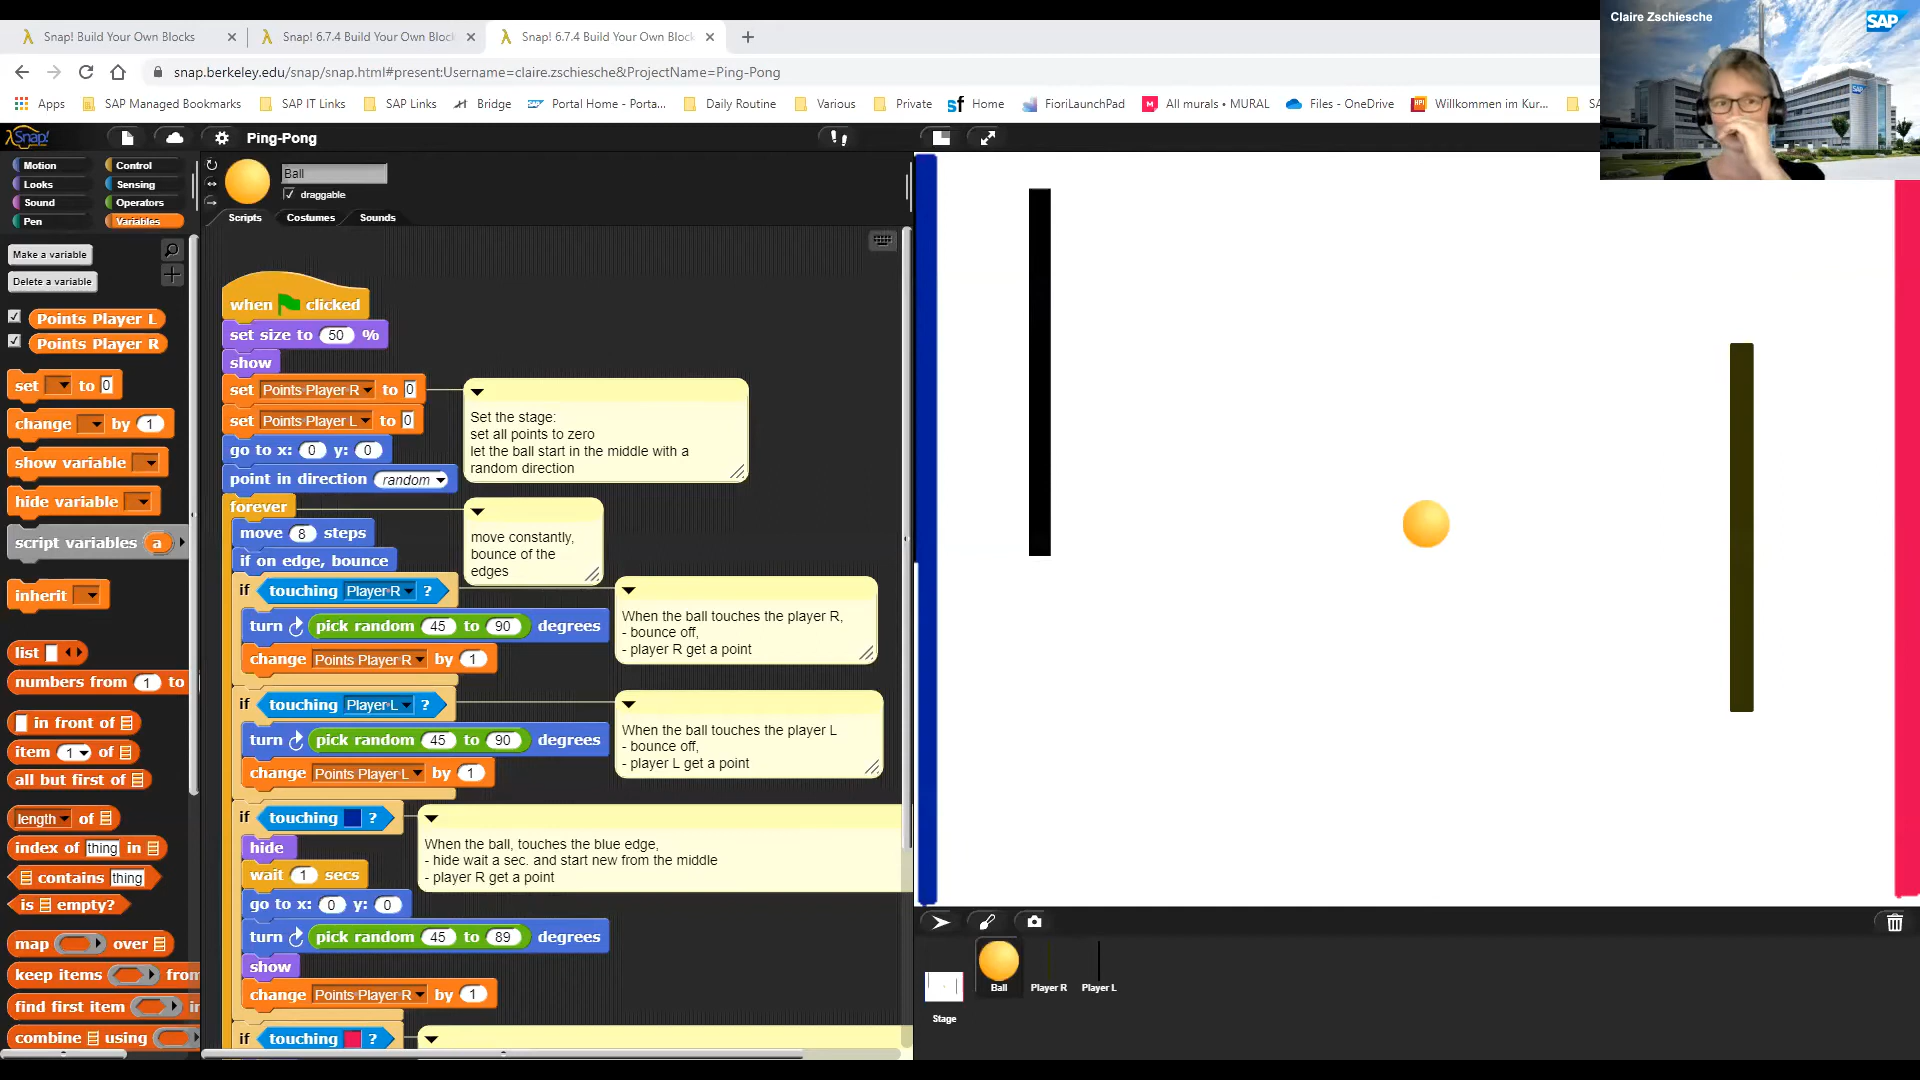 Snap! Build Your Own Blocks
Snap! 6.7.4 Build Your Own Block
Snap! 6.7.4 Build Your Own Block
Claire Zschiesche
SAP
snap.berkeley.edu/snap/snap.html#present:Username=claire.zschiesche&ProjectName=Ping-Pong
Apps
SAP Managed Bookmarks
SAP IT Links
SAP Links
Bridge
Portal Home - Porta...
Daily Routine
Various
Private
sf Home
FioriLaunchPad
All murals • MURAL
Files - OneDrive
Willkommen im Kur...
Snap!
Ping-Pong
Motion
Control
Looks
Sensing
Sound
Operators
Pen
Variables
Make a variable
Delete a variable
Points Player L
Points Player R
set to 0
change by 1
show variable
hide variable
script variables a
inherit
list
numbers from 1 to
in front of
item 1 of
all but first of
length of
index of thing in
contains thing
is empty?
map over
keep items from
find first item in
combine using
Ball
draggable
Scripts
Costumes
Sounds
when clicked
set size to 50 %
show
set Points Player R to 0
set Points Player L to 0
go to x: 0 y: 0
point in direction random
forever
move 8 steps
if on edge, bounce
if touching Player R ?
turn pick random 45 to 90 degrees
change Points Player R by 1
if touching Player L ?
turn pick random 45 to 90 degrees
change Points Player L by 1
if touching ?
hide
wait 1 secs
go to x: 0 y: 0
turn pick random 45 to 89 degrees
show
change Points Player R by 1
if touching ?
Set the stage:
set all points to zero
let the ball start in the middle with a
random direction
move constantly,
bounce of the
edges
When the ball touches the player R,
- bounce off,
- player R get a point
When the ball touches the player L
- bounce off,
- player L get a point
When the ball, touches the blue edge,
- hide wait a sec. and start new from the middle
- player R get a point
Stage
Ball
Player R
Player L